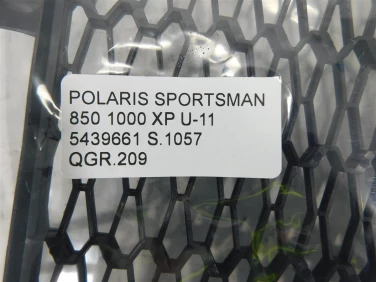 POLARIS SPORTSMAN
850 1000 XP U-11
5439661 S.1057
QGR.209